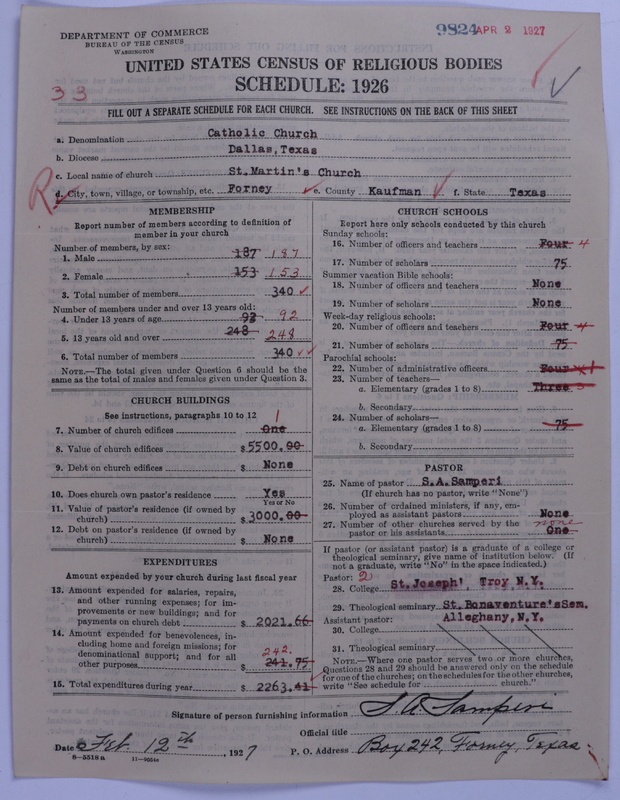 DEPARTMENT OF COMMERCE
BUREAU OF THE CENSUS
WASHINGTON
9824 APR 2 1927
UNITED STATES CENSUS OF RELIGIOUS BODIES
SCHEDULE: 1926
33
FILL OUT A SEPARATE SCHEDULE FOR EACH CHURCH. SEE INSTRUCTIONS ON THE BACK OF THIS SHEET
a. Denomination Catholic Church
b. Diocese Dallas, Texas
c. Local name of church St.Martin's Church
R
d. City, town, village, or township, etc. Forney e. County Kaufman f. State Texas
MEMBERSHIP
Report number of members according to definition of member in your church
Number of members, by sex:
1. Male 187 187
2. Female 153 153
3. Total number of members 340
Number of members under and over 13 years old:
4. Under 13 years of age 93 92
5. 13 years old and over 248 248
6. Total number of members 340
NOTE.—The total given under Question 6 should be the same as the total of males and females given under Question 3.
CHURCH BUILDINGS
See instructions, paragraphs 10 to 12
7. Number of church edifices One 1
8. Value of church edifices $5500.00
9. Debt on church edifices $ None
10. Does church own pastor's residence Yes
Yes or No
11. Value of pastor's residence (if owned by church) $3000.00
12. Debt on pastor's residence (if owned by church) $ None
EXPENDITURES
Amount expended by your church during last fiscal year
13. Amount expended for salaries, repairs, and other running expenses; for improvements or new buildings; and for payments on church debt $ 2021.66
14. Amount expended for benevolences, including home and foreign missions; for denominational support; and for all other purposes $ 241.75 242.
15. Total expenditures during year $ 2263.41
CHURCH SCHOOLS
Report here only schools conducted by this church
Sunday schools:
16. Number of officers and teachers Four 4
17. Number of scholars 75
Summer vacation Bible schools:
18. Number of officers and teachers None
19. Number of scholars None
Week-day religious schools:
20. Number of officers and teachers Four 4
21. Number of scholars 75
Parochial schools:
22. Number of administrative officers Four x1
23. Number of teachers—
a. Elementary (grades 1 to 8) Three 3
b. Secondary
24. Number of scholars—
a. Elementary (grades 1 to 8) 75
b. Secondary
PASTOR
25. Name of pastor S.A.Samperi
(If church has no pastor, write "None")
26. Number of ordained ministers, if any, employed as assistant pastors None
27. Number of other churches served by the pastor or his assistants One none
If pastor (or assistant pastor) is a graduate of a college or theological seminary, give name of institution below. (If not a graduate, write "No" in the space indicated.)
Pastor: 2
28. College St.Joseph', Troy N.Y.
29. Theological seminary St.Bonaventure'sSem.
Assistant pastor: Alleghany, N.Y.
30. College
31. Theological seminary
NOTE.—Where one pastor serves two or more churches, Questions 28 and 29 should be answered only on the schedule for one of the churches; on the schedules for the other churches, write "See schedule for church."
Signature of person furnishing information S A Samperi
Official title
Date Feb. 12th, 1927 P. O. Address Box 242, Forney, Texas
8—5518a